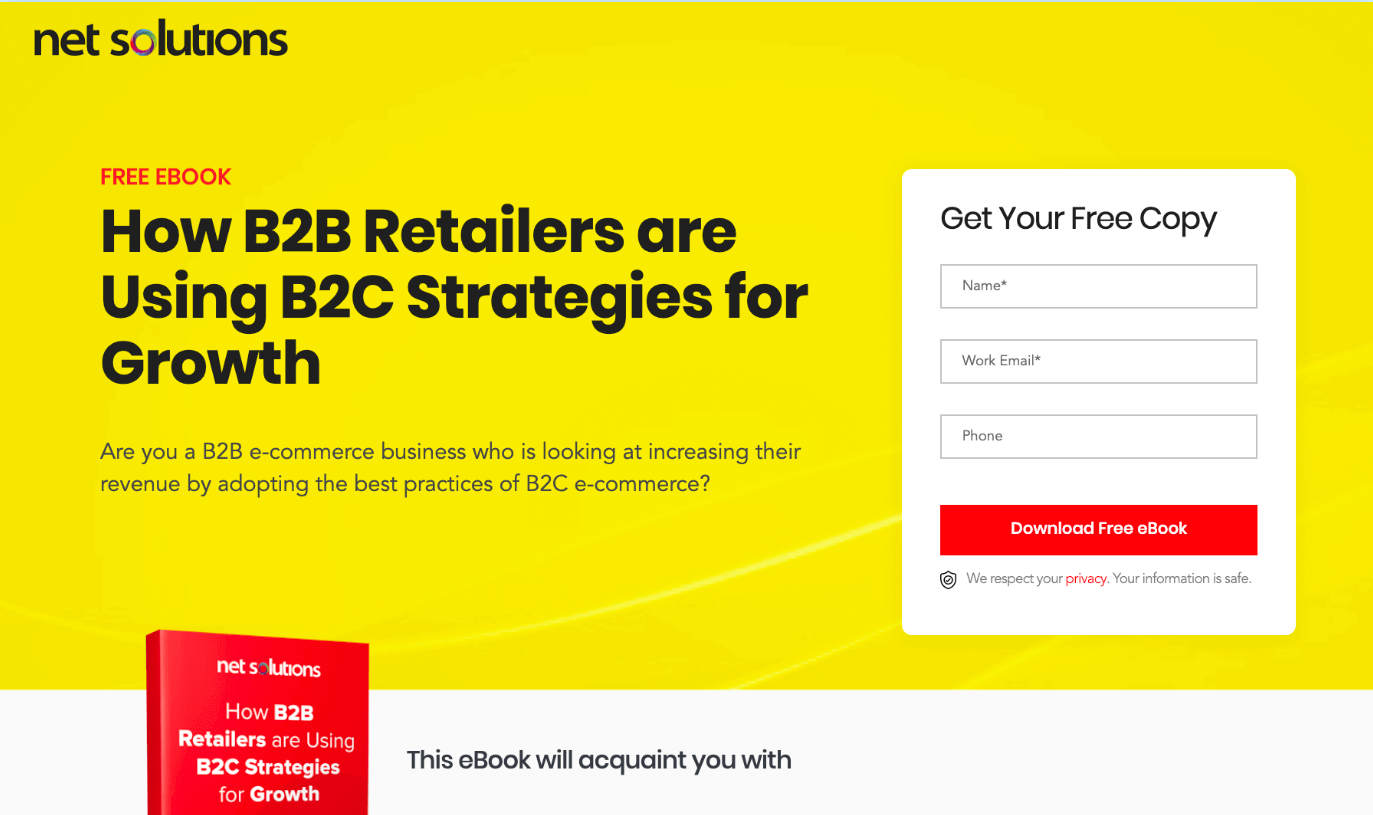 net solutions
FREE EBOOK
How B2B Retailers are
Using B2C Strategies for
Growth
Are you a B2B e-commerce business who is looking at increasing their
revenue by adopting the best practices of B2C e-commerce?
Get Your Free Copy
Name*
Work Email*
Phone
Download Free eBook
We respect your privacy. Your information is safe.
net solutions
How B2B
Retailers are Using
B2C Strategies
for Growth
This eBook will acquaint you with